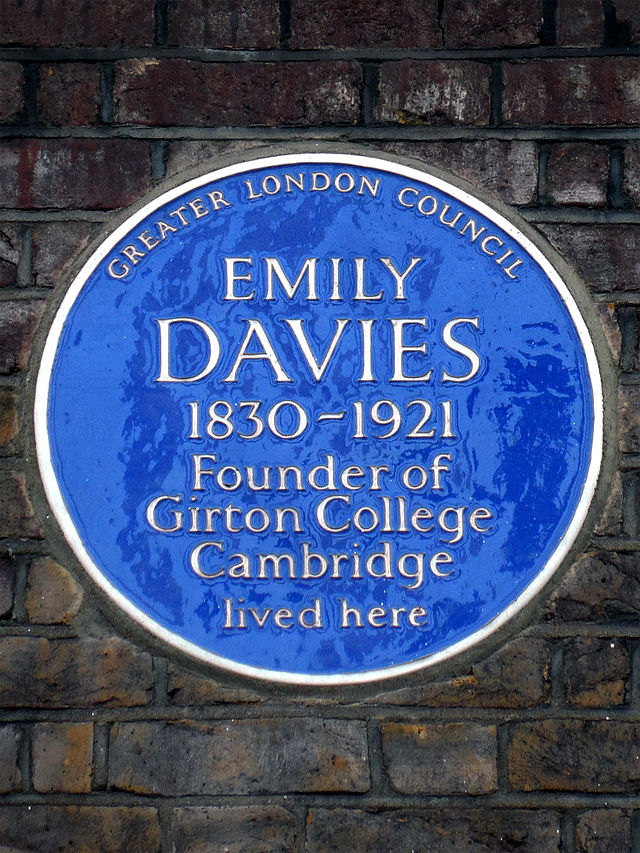 GREATER LONDON COUNCIL
EMILY
DAVIES
1830~1921
Founder of
Girton College
Cambridge
lived here